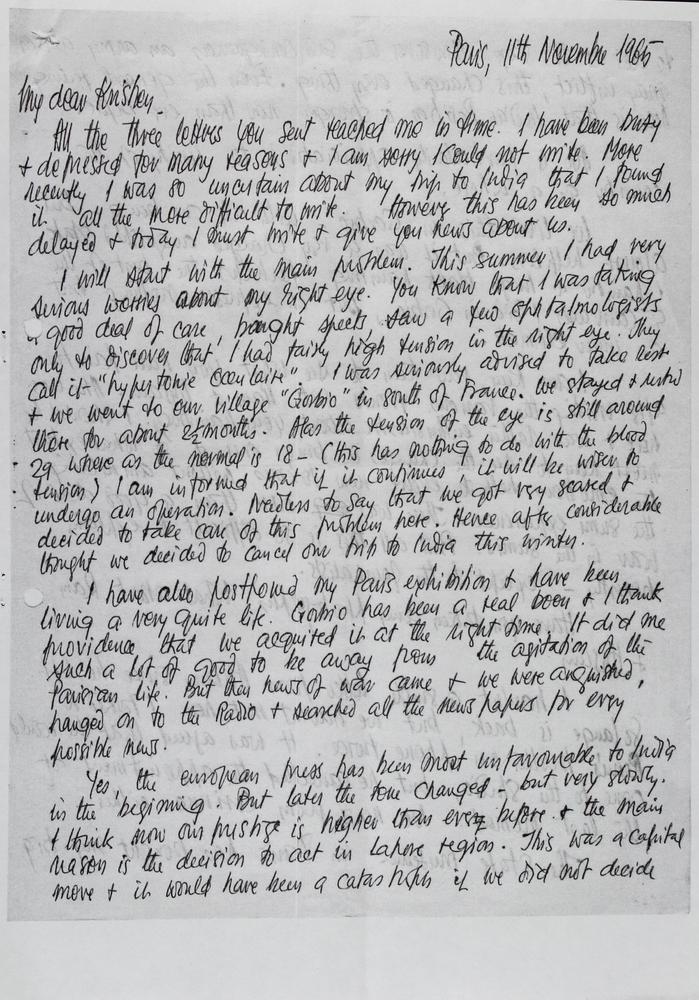 Paris, 11th Novembre 1965
My dear Krishen.
All the three letters you sent reached me in time. I have been busy
+ depressed for many reasons + I am sorry I could not write. More
recently I was so uncertain about my trip to India that I found
it all the more difficult to write. However this has been so much
delayed + today I must write + give you news about us.
I will start with the main problem. This summer I had very
serious worries about my right eye. You know that I was taking
a good deal of care, bought specks, saw a few ophtalmologists
only to discover that, I had fairly high tension in the right eye. They
call it "hypertonie occulaire". I was seriously advised to take rest
+ we went to our village "Gorbio" in south of France. We stayed + rested
there for about 2½ months. Alas the tension of the eye is still around
29 where as the normal is 18 - (this has nothing to do with the blood
tension) I am informed that if it continues, it will be wiser to
undergo an operation. Needless to say that we got very scared +
decided to take care of this problem here. Hence after considerable
thought we decided to cancel our trip to India this winter.
I have also postponed my Paris exhibition + have been
living a very quite life. Gorbio has been a real boon + I thank
providence that we acquited it at the right time. It did me
such a lot of good to be away from the agitation of the
Parisian life. But then news of war came + we were anguished,
hanged on to the Radio + searched all the newspapers for every
possible news.
Yes, the european press has been most unfavourable to India
in the begining. But later the tone changed - but very slowly.
+ think now our prestige is higher than ever before + the main
reason is the decision to act in Lahore region. This was a capital
move + it would have been a catastrophe if we did not decide